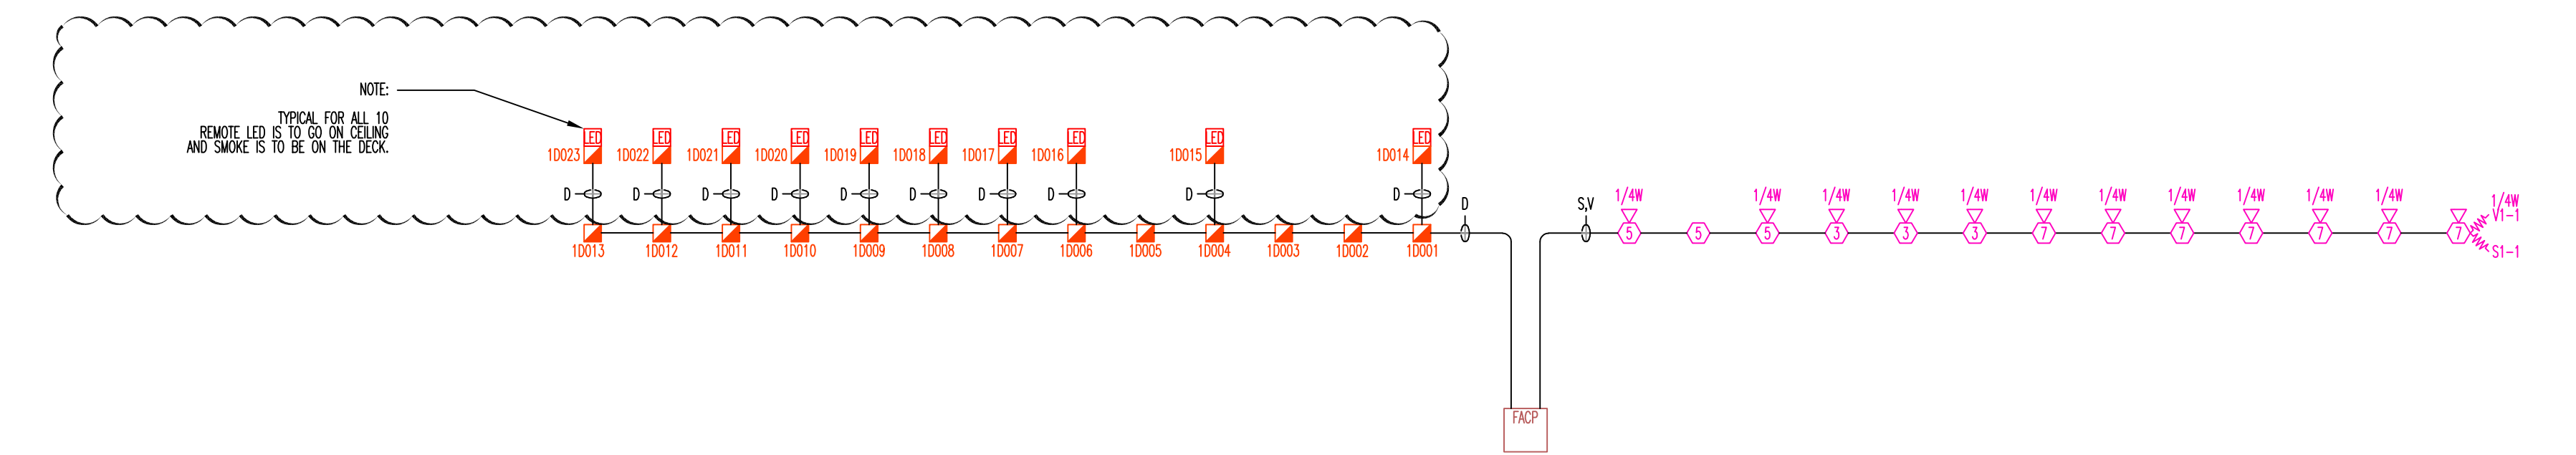 NOTE:
TYPICAL FOR ALL 10
REMOTE LED IS TO GO ON CEILING
AND SMOKE IS TO BE ON THE DECK.
LED LED LED LED LED LED LED LED LED LED
1D023 1D022 1D021 1D020 1D019 1D018 1D017 1D016 1D015 1D014
D D D D D D D D D D
D S,V
1/4W 1/4W 1/4W 1/4W 1/4W 1/4W 1/4W 1/4W 1/4W 1/4W 1/4W 1/4W
V1-1
5 5 5 3 3 3 7 7 7 7 7 7 7
S1-1
1D013 1D012 1D011 1D010 1D009 1D008 1D007 1D006 1D005 1D004 1D003 1D002 1D001
FACP